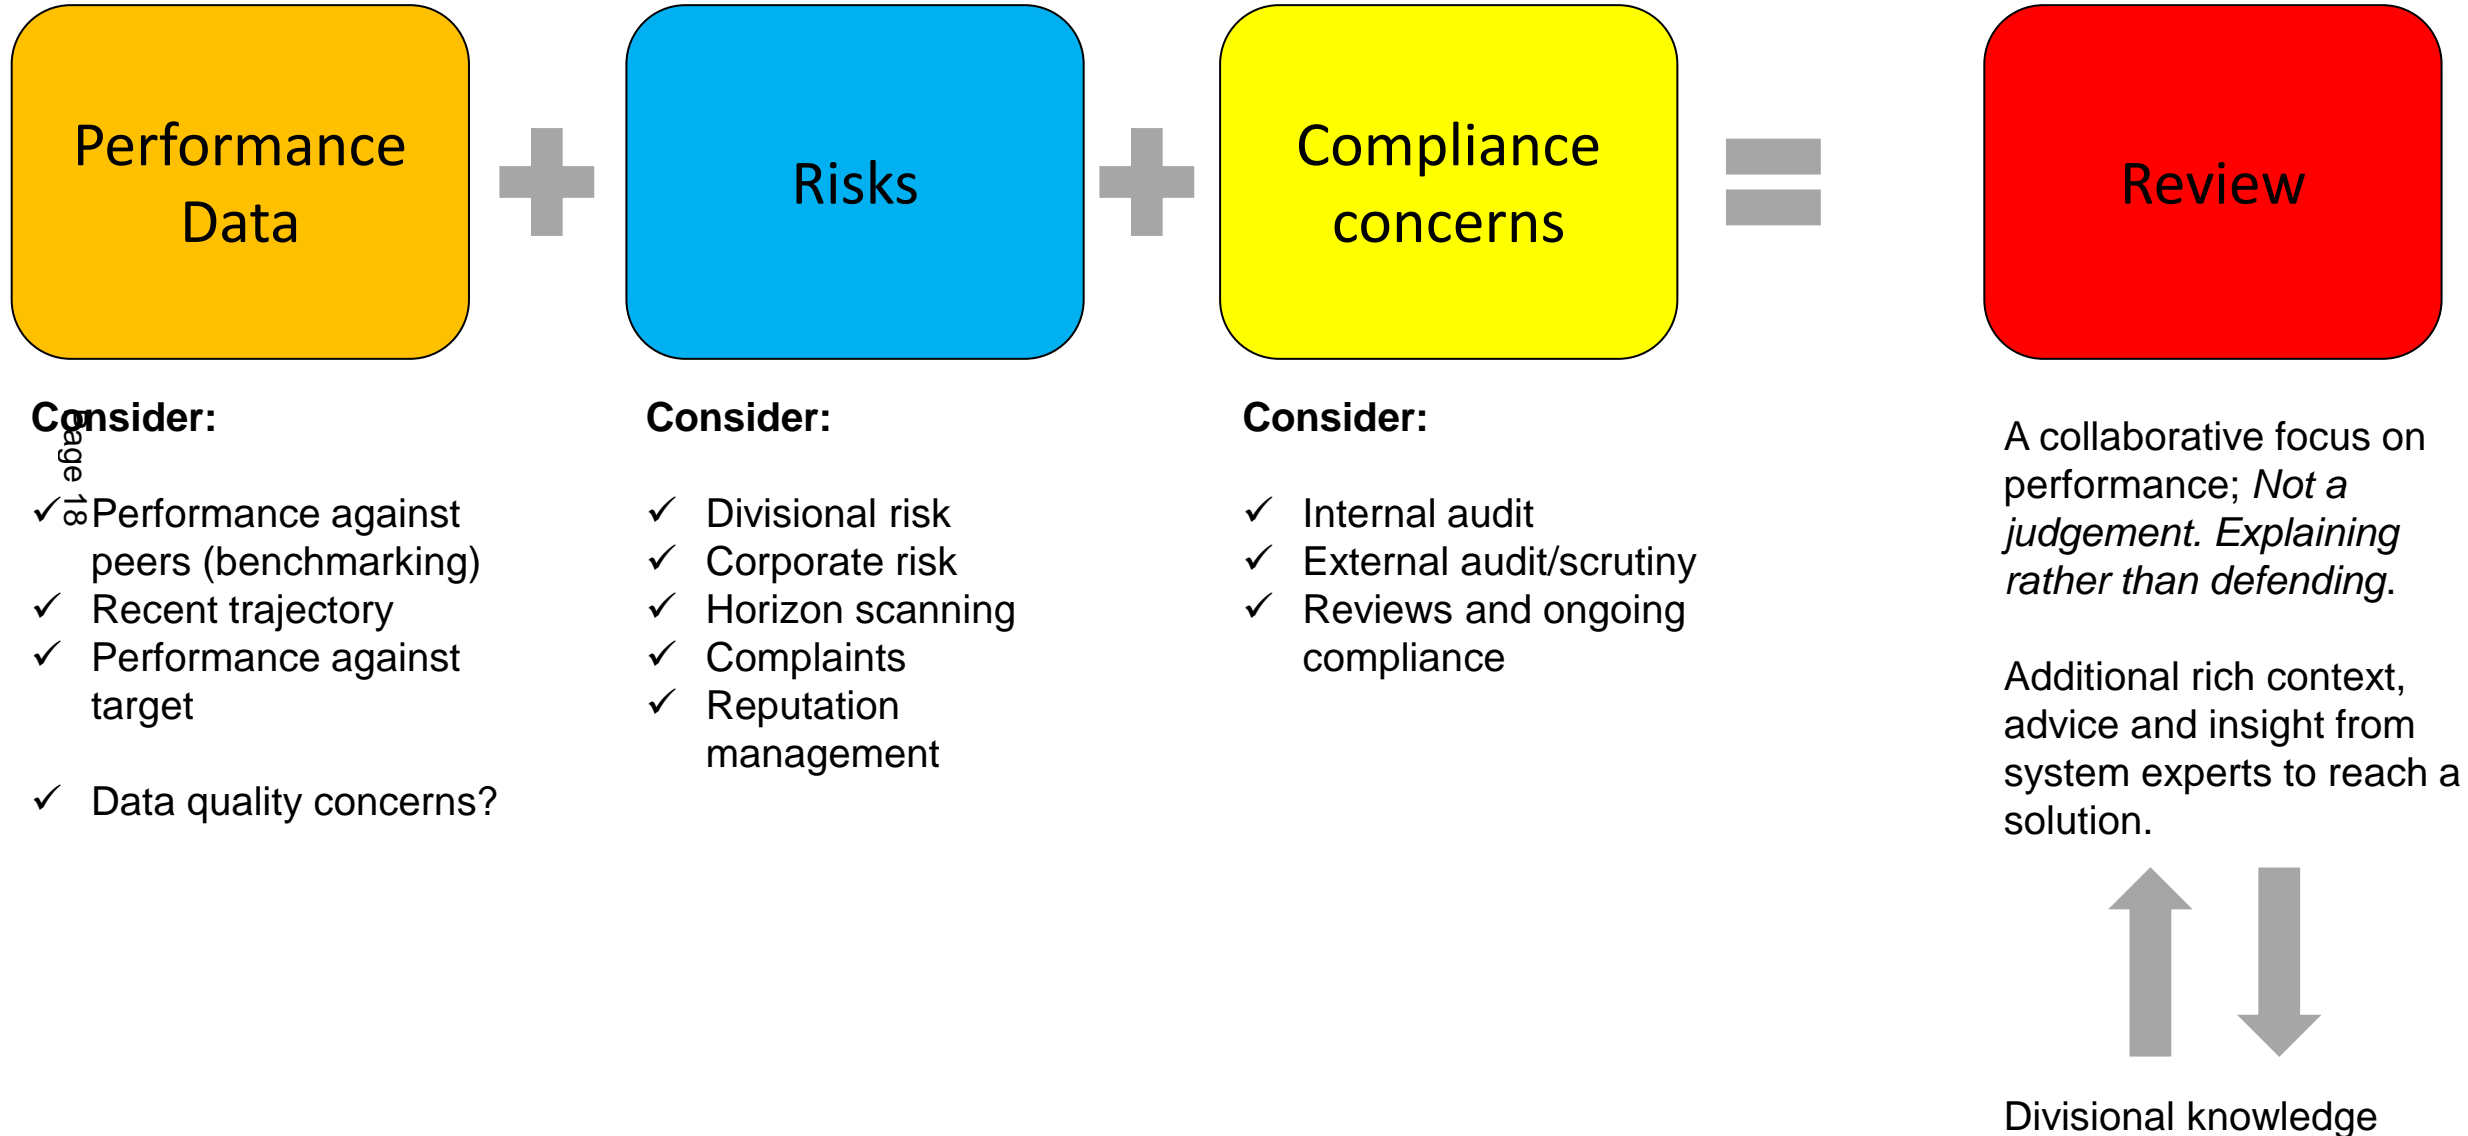 Performance
Data
Risks
Compliance
concerns
Review
Consider:
✓ Performance against
peers (benchmarking)
✓ Recent trajectory
✓ Performance against
target
✓ Data quality concerns?
Consider:
✓ Divisional risk
✓ Corporate risk
✓ Horizon scanning
✓ Complaints
✓ Reputation
management
Consider:
✓ Internal audit
✓ External audit/scrutiny
✓ Reviews and ongoing
compliance
A collaborative focus on
performance; Not a
judgement. Explaining
rather than defending.
Additional rich context,
advice and insight from
system experts to reach a
solution.
Divisional knowledge
Page 18